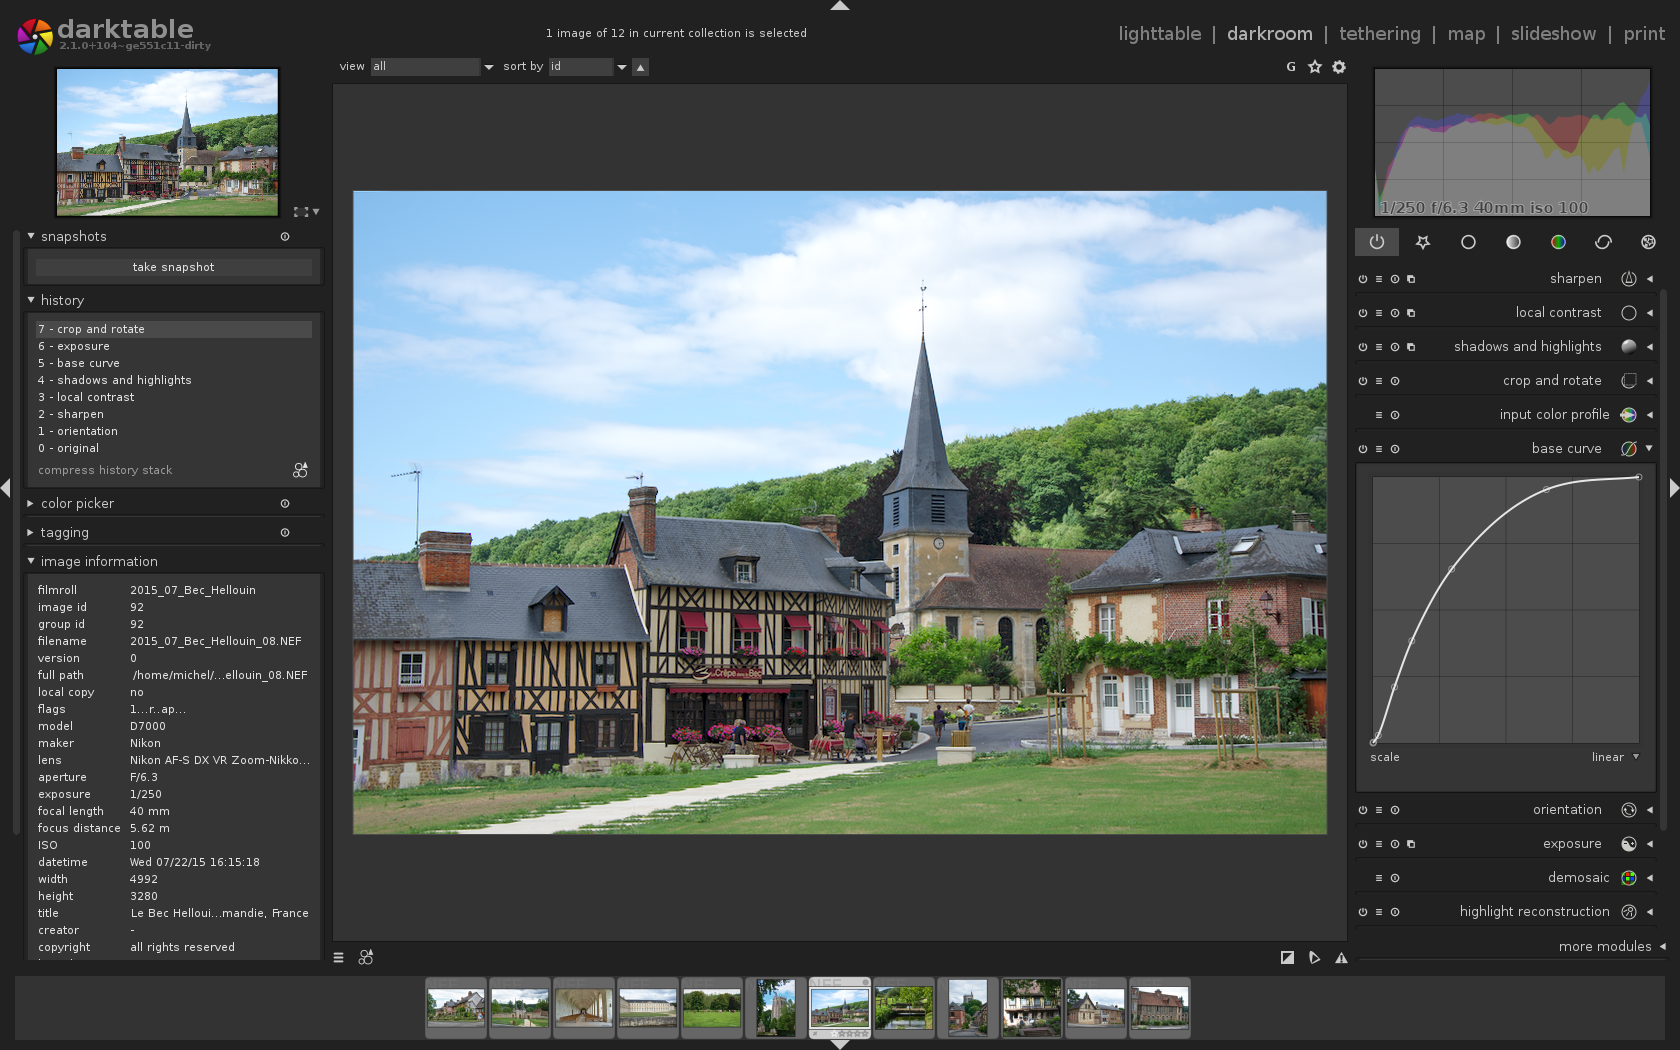 darktable
2.1.0+104~ge551c11-dirty
1 image of 12 in current collection is selected
lighttable | darkroom | tethering | map | slideshow | print
view all sort by id
G
1/250 f/6.3 40mm iso 100
snapshots
take snapshot
history
7 - crop and rotate
6 - exposure
5 - base curve
4 - shadows and highlights
3 - local contrast
2 - sharpen
1 - orientation
0 - original
compress history stack
color picker
tagging
image information
filmroll 2015_07_Bec_Hellouin
image id 92
group id 92
filename 2015_07_Bec_Hellouin_08.NEF
version 0
full path /home/michel/...ellouin_08.NEF
local copy no
flags 1...r..ap...
model D7000
maker Nikon
lens Nikon AF-S DX VR Zoom-Nikko...
aperture F/6.3
exposure 1/250
focal length 40 mm
focus distance 5.62 m
ISO 100
datetime Wed 07/22/15 16:15:18
width 4992
height 3280
title Le Bec Helloui...mandie, France
creator -
copyright all rights reserved
sharpen
local contrast
shadows and highlights
crop and rotate
input color profile
base curve
scale linear
orientation
exposure
demosaic
highlight reconstruction
more modules